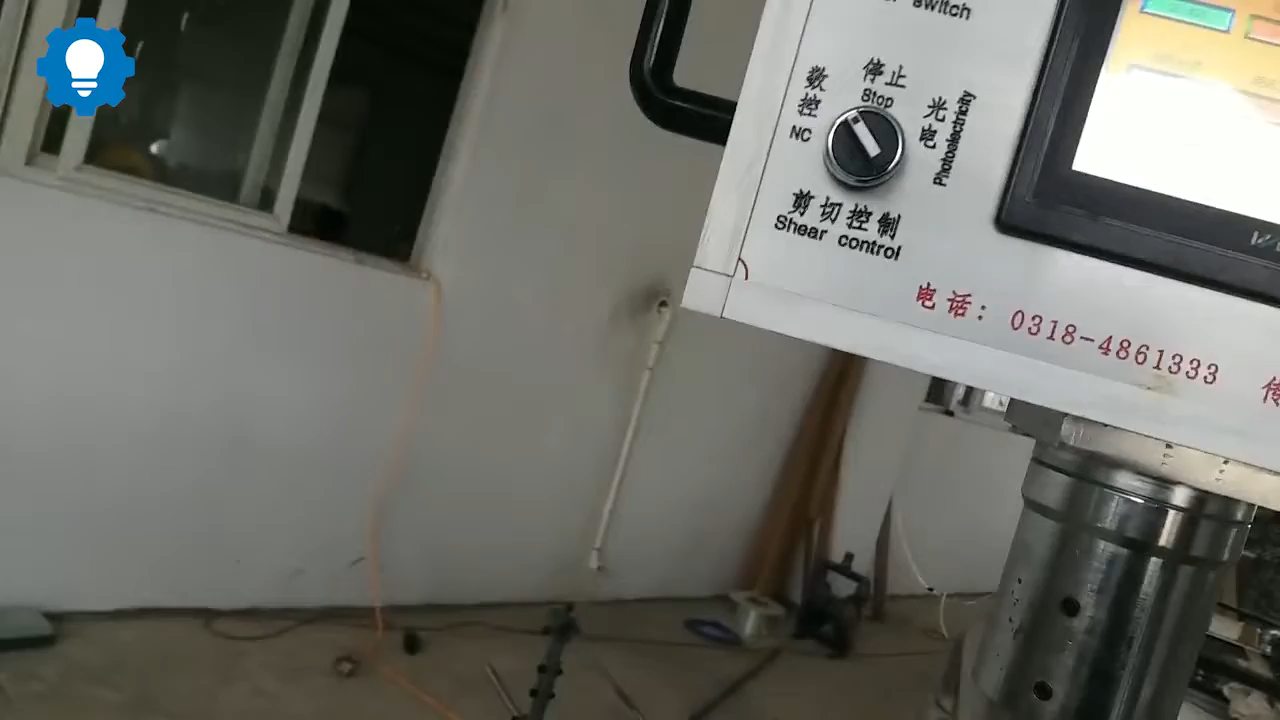 switch
停止
Stop
数控
NC
光电
Photoelectricity
剪切控制
Shear control
电话: 0318-4861333